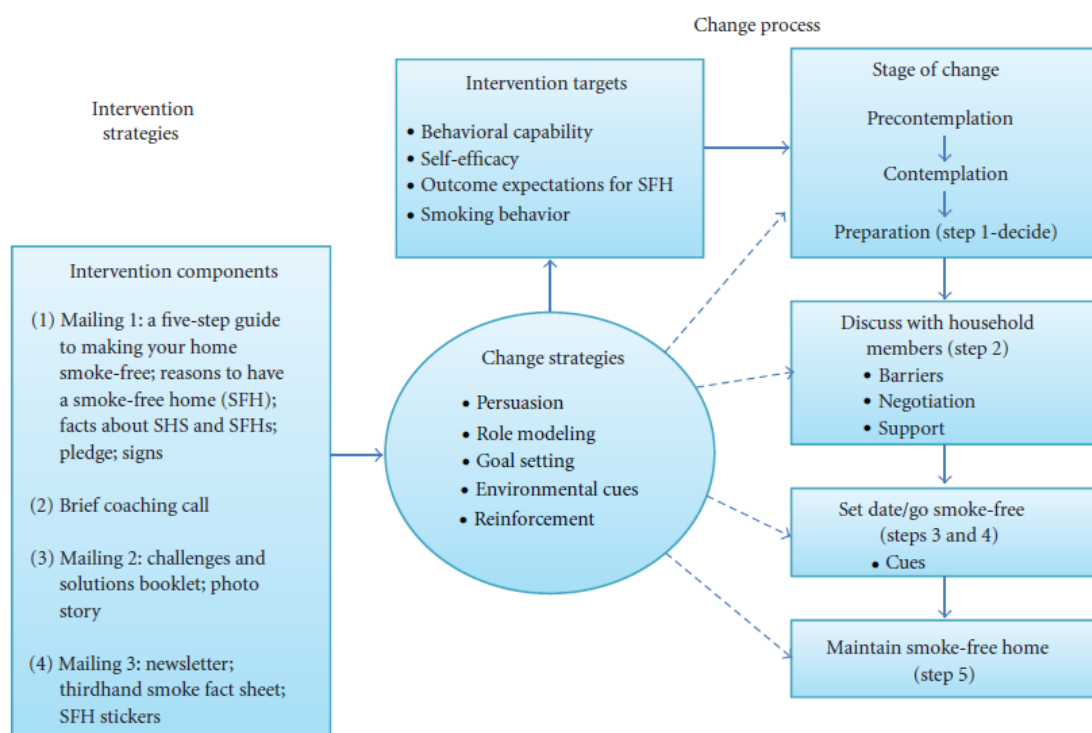 Change process
Intervention
strategies
Intervention targets
• Behavioral capability
• Self-efficacy
• Outcome expectations for SFH
• Smoking behavior
Stage of change
Precontemplation
Contemplation
Preparation (step 1-decide)
Intervention components
(1) Mailing 1: a five-step guide
to making your home
smoke-free; reasons to have
a smoke-free home (SFH);
facts about SHS and SFHs;
pledge; signs
(2) Brief coaching call
(3) Mailing 2: challenges and
solutions booklet; photo
story
(4) Mailing 3: newsletter;
thirdhand smoke fact sheet;
SFH stickers
Change strategies
• Persuasion
• Role modeling
• Goal setting
• Environmental cues
• Reinforcement
Discuss with household
members (step 2)
• Barriers
• Negotiation
• Support
Set date/go smoke-free
(steps 3 and 4)
• Cues
Maintain smoke-free home
(step 5)